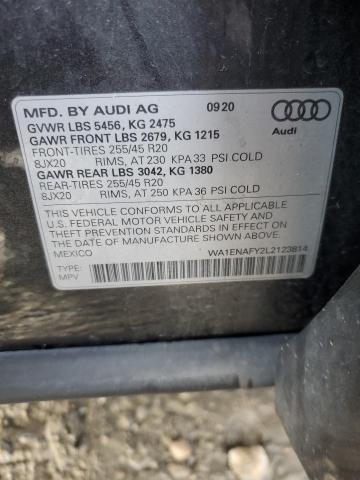 MFD. BY AUDI AG 09 20
GVWR LBS 5456, KG 2475
GAWR FRONT LBS 2679, KG 1215
FRONT-TIRES 255/45 R20
8JX20 RIMS, AT 230 KPA 33 PSI COLD
GAWR REAR LBS 3042, KG 1380
REAR-TIRES 255/45 R20
8JX20 RIMS, AT 250 KPA 36 PSI COLD
Audi
THIS VEHICLE CONFORMS TO ALL APPLICABLE
U.S. FEDERAL MOTOR VEHICLE SAFETY AND
THEFT PREVENTION STANDARDS IN EFFECT ON
THE DATE OF MANUFACTURE SHOWN ABOVE
MEXICO WA1ENAFY2L2123814
TYPE:
MPV